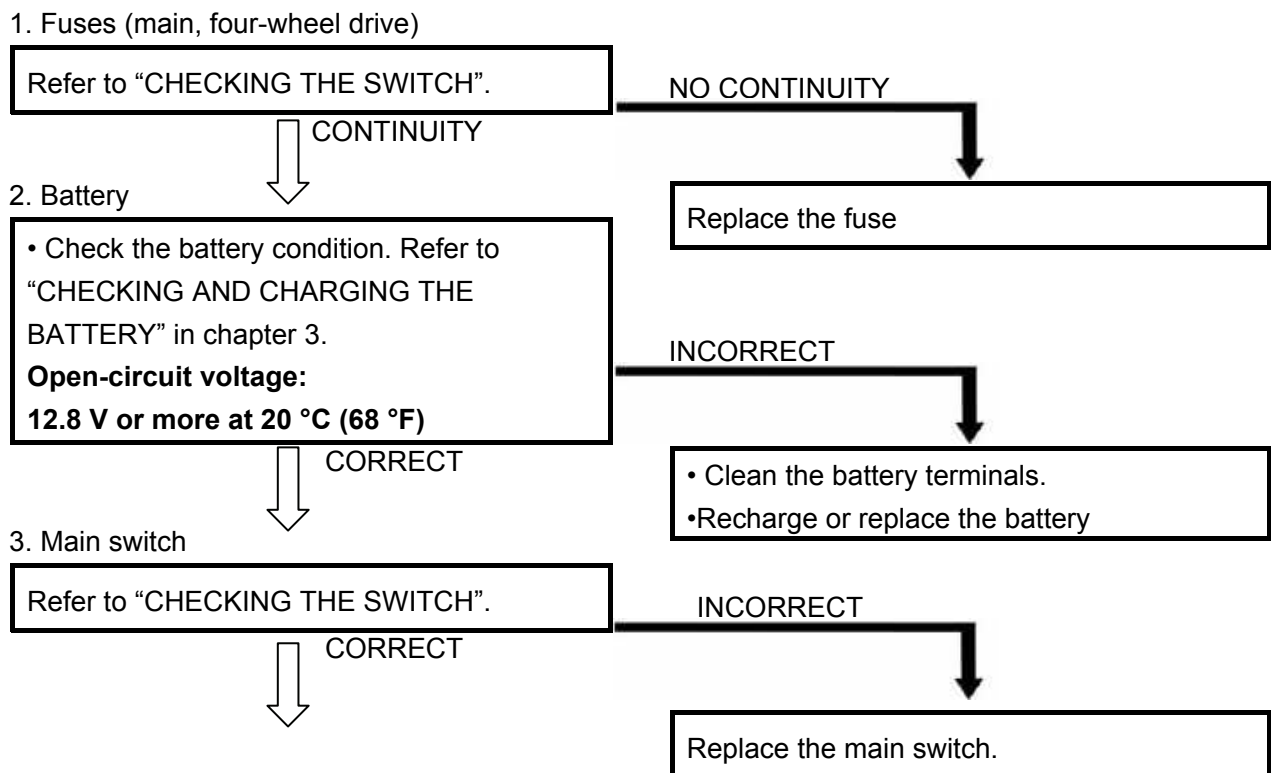 1. Fuses (main, four-wheel drive)
Refer to “CHECKING THE SWITCH”.
NO CONTINUITY
CONTINUITY
Replace the fuse
2. Battery
• Check the battery condition. Refer to
“CHECKING AND CHARGING THE
BATTERY” in chapter 3.
Open-circuit voltage:
12.8 V or more at 20 °C (68 °F)
INCORRECT
CORRECT
• Clean the battery terminals.
•Recharge or replace the battery
3. Main switch
Refer to “CHECKING THE SWITCH”.
INCORRECT
CORRECT
Replace the main switch.